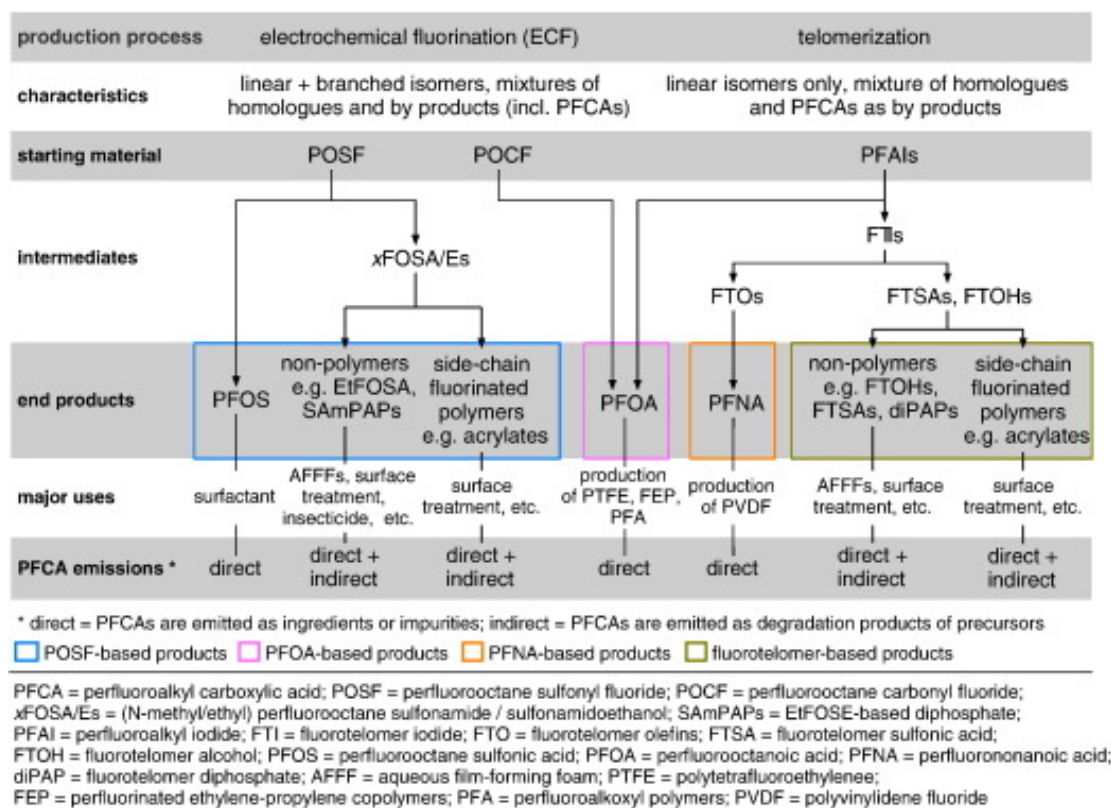 production process electrochemical fluorination (ECF) telomerization
characteristics
linear + branched isomers, mixtures of
homologues and by products (incl. PFCAs)
linear isomers only, mixture of homologues
and PFCAs as by products
starting material POSF POCF PFAIs
intermediates
FTIs
xFOSA/Es
FTOs FTSAs, FTOHs
end products
PFOS
non-polymers
e.g. EtFOSA,
SAmPAPs
side-chain
fluorinated
polymers
e.g. acrylates
PFOA
PFNA
non-polymers
e.g. FTOHs,
FTSAs, diPAPs
side-chain
fluorinated
polymers
e.g. acrylates
major uses
surfactant
AFFFs, surface
treatment,
insecticide, etc.
surface
treatment, etc.
production
of PTFE, FEP,
PFA
production
of PVDF
AFFFs, surface
treatment, etc.
surface
treatment, etc.
PFCA emissions *
direct
direct +
indirect
direct +
indirect
direct
direct
direct +
indirect
direct +
indirect
* direct = PFCAs are emitted as ingredients or impurities; indirect = PFCAs are emitted as degradation products of precursors
POSF-based products PFOA-based products PFNA-based products fluorotelomer-based products
PFCA = perfluoroalkyl carboxylic acid; POSF = perfluorooctane sulfonyl fluoride; POCF = perfluorooctane carbonyl fluoride;
xFOSA/Es = (N-methyl/ethyl) perfluorooctane sulfonamide / sulfonamidoethanol; SAmPAPs = EtFOSE-based diphosphate;
PFAI = perfluoroalkyl iodide; FTI = fluorotelomer iodide; FTO = fluorotelomer olefins; FTSA = fluorotelomer sulfonic acid;
FTOH = fluorotelomer alcohol; PFOS = perfluorooctane sulfonic acid; PFOA = perfluorooctanoic acid; PFNA = perfluorononanoic acid;
diPAP = fluorotelomer diphosphate; AFFF = aqueous film-forming foam; PTFE = polytetrafluoroethylenee;
FEP = perfluorinated ethylene-propylene copolymers; PFA = perfluoroalkoxyl polymers; PVDF = polyvinylidene fluoride